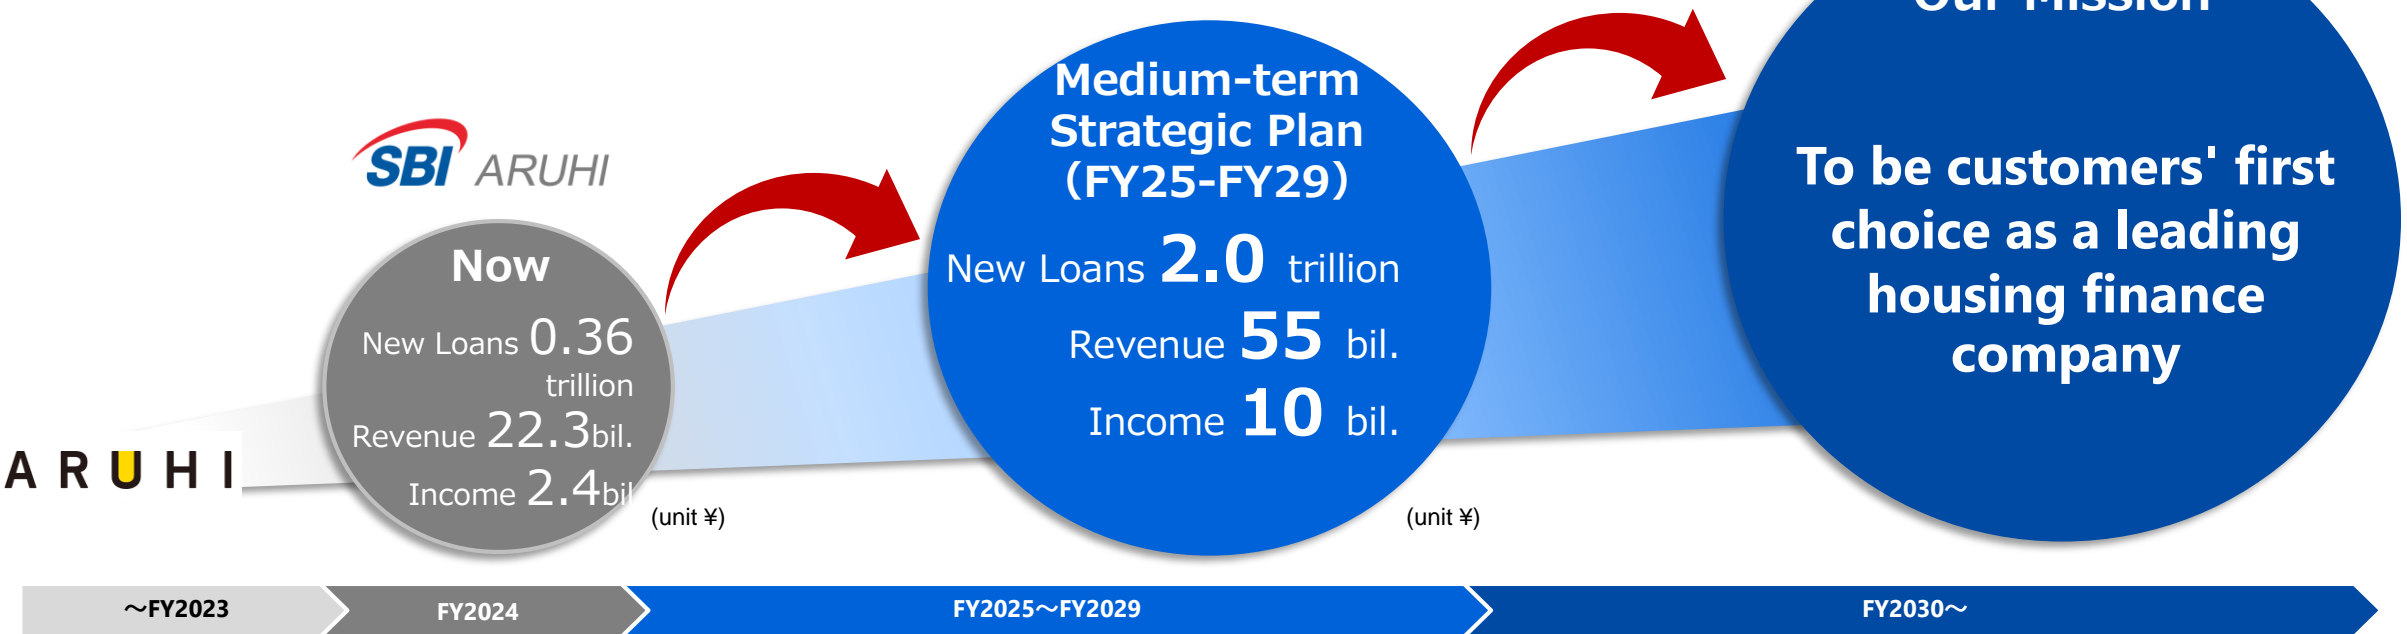 ARUHI
SBI ARUHI
Now
New Loans 0.36
trillion
Revenue 22.3bil.
Income 2.4bil
(unit ¥)
Medium-term
Strategic Plan
（FY25-FY29）
New Loans 2.0 trillion
Revenue 55 bil.
Income 10 bil.
(unit ¥)
Our Mission
To be customers' first
choice as a leading
housing finance
company
～FY2023
FY2024
FY2025～FY2029
FY2030～